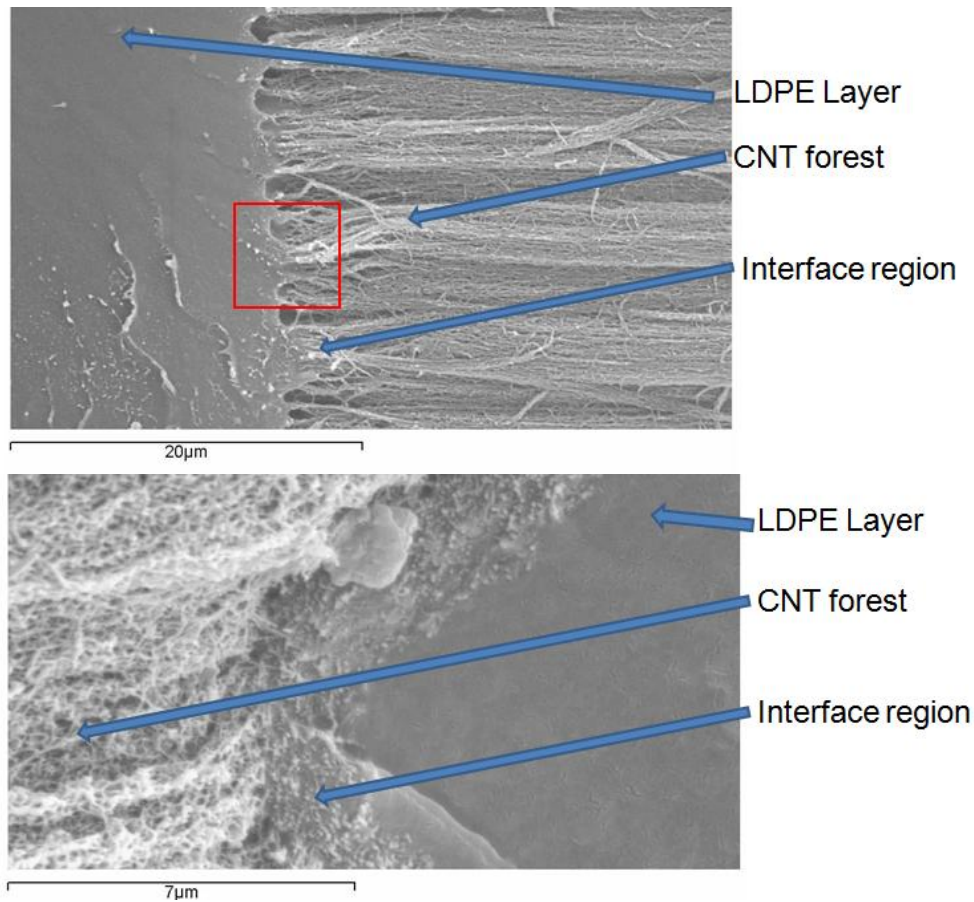 LDPE Layer
CNT forest
Interface region
20µm
LDPE Layer
CNT forest
Interface region
7µm